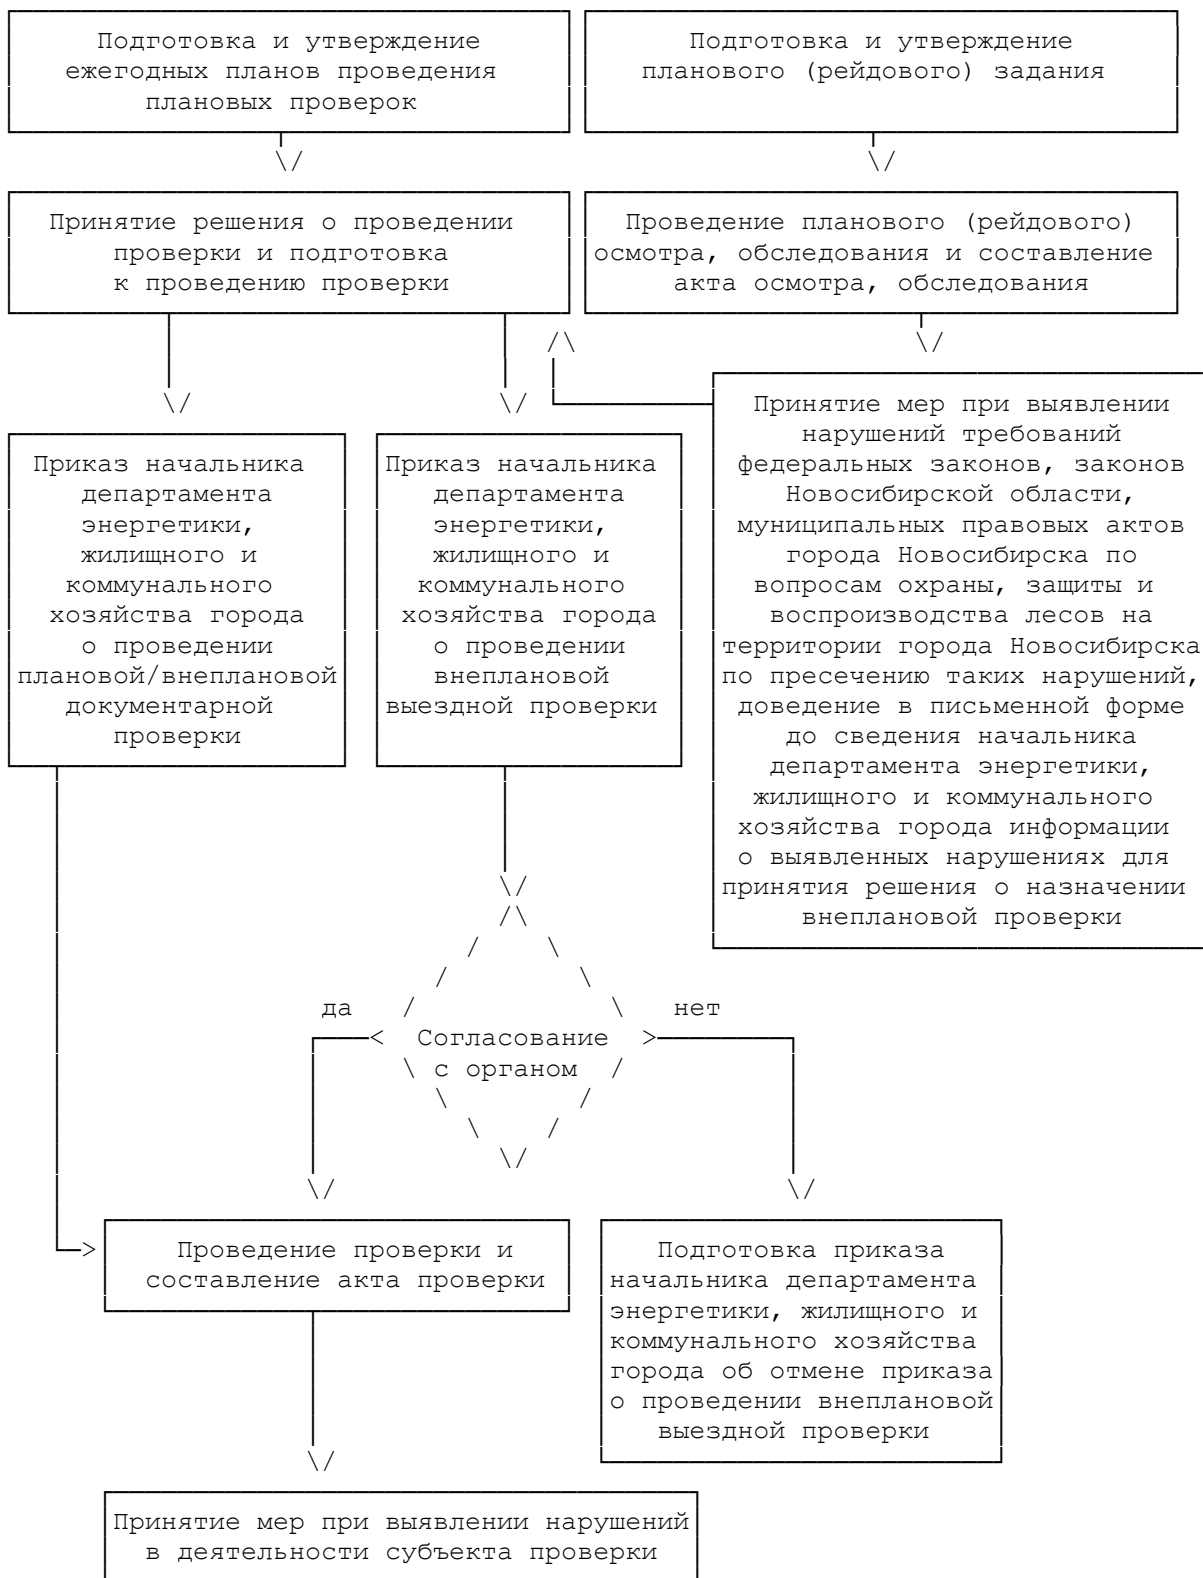 Подготовка и утверждение
ежегодных планов проведения
плановых проверок
Подготовка и утверждение
планового (рейдового) задания
Принятие решения о проведении
проверки и подготовка
к проведению проверки
Проведение планового (рейдового)
осмотра, обследования и составление
акта осмотра, обследования
Приказ начальника
департамента
энергетики,
жилищного и
коммунального
хозяйства города
о проведении
плановой/внеплановой
документарной
проверки
Приказ начальника
департамента
энергетики,
жилищного и
коммунального
хозяйства города
о проведении
внеплановой
выездной проверки
Принятие мер при выявлении
нарушений требований
федеральных законов, законов
Новосибирской области,
муниципальных правовых актов
города Новосибирска по
вопросам охраны, защиты и
воспроизводства лесов на
территории города Новосибирска
по пресечению таких нарушений,
доведение в письменной форме
до сведения начальника
департамента энергетики,
жилищного и коммунального
хозяйства города информации
о выявленных нарушениях для
принятия решения о назначении
внеплановой проверки
да
нет
Согласование
с органом
Проведение проверки и
составление акта проверки
Подготовка приказа
начальника департамента
энергетики, жилищного и
коммунального хозяйства
города об отмене приказа
о проведении внеплановой
выездной проверки
Принятие мер при выявлении нарушений
в деятельности субъекта проверки